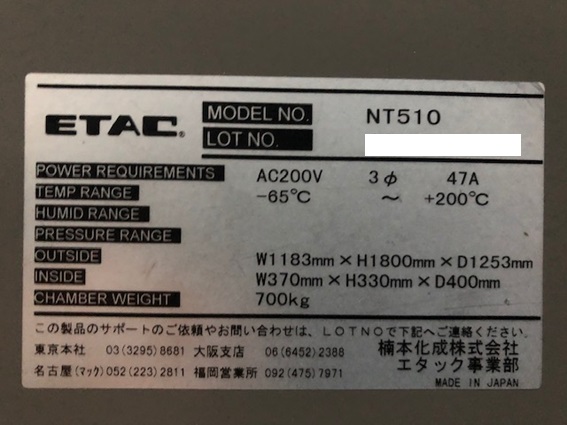 ETAC® MODEL NO. NT510
LOT NO.
POWER REQUIREMENTS AC200V 3φ 47A
TEMP RANGE -65℃ ～ +200℃
HUMID RANGE
PRESSURE RANGE
OUTSIDE W1183mm×H1800mm×D1253mm
INSIDE W370mm×H330mm×D400mm
CHAMBER WEIGHT 700kg
この製品のサポートのご依頼やお問い合わせは、LOTNOで下記へご連絡ください.
東京本社 03(3295)8681 大阪支店 06(6452)2388 楠本化成株式会社
エタック事業部
名古屋(マック)052(223)2811 福岡営業所 092(475)7971
MADE IN JAPAN